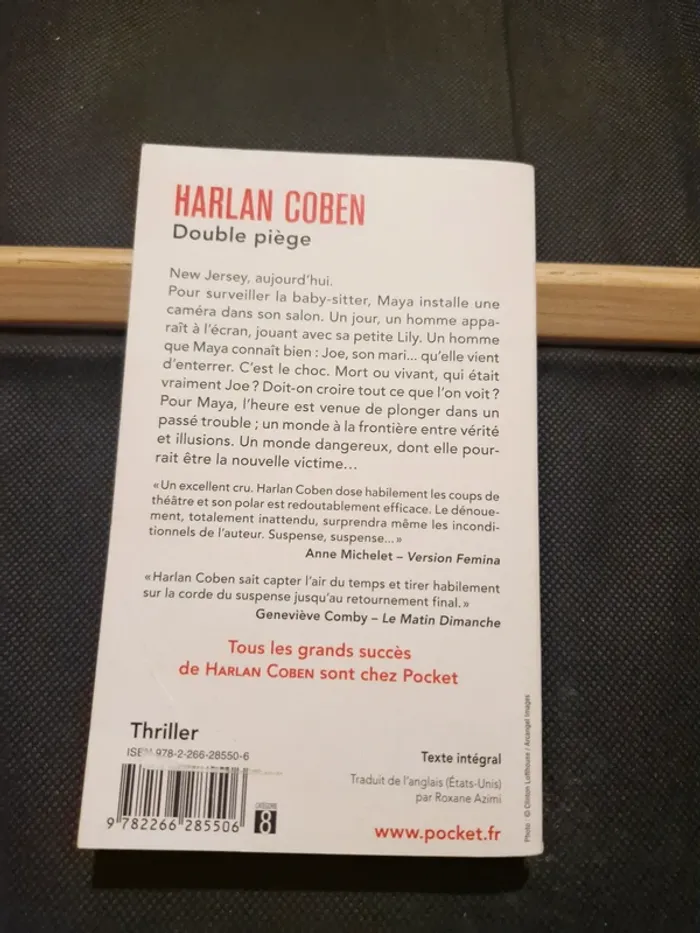 HARLAN COBEN
Double piège
New Jersey, aujourd'hui.
Pour surveiller la baby-sitter, Maya installe une
caméra dans son salon. Un jour, un homme appa-
raît à l'écran, jouant avec sa petite Lily. Un homme
que Maya connaît bien : Joe, son mari... qu'elle vient
d'enterrer. C'est le choc. Mort ou vivant, qui était
vraiment Joe ? Doit-on croire tout ce que l'on voit ?
Pour Maya, l'heure est venue de plonger dans un
passé trouble ; un monde à la frontière entre vérité
et illusions. Un monde dangereux, dont elle pour-
rait être la nouvelle victime...
« Un excellent cru. Harlan Coben dose habilement les coups de
théâtre et son polar est redoutablement efficace. Le dénoue-
ment, totalement inattendu, surprendra même les incondi-
tionnels de l'auteur. Suspense, suspense... »
Anne Michelet – Version Femina
« Harlan Coben sait capter l'air du temps et tirer habilement
sur la corde du suspense jusqu'au retournement final. »
Geneviève Comby – Le Matin Dimanche
Tous les grands succès
de HARLAN COBEN sont chez Pocket
Thriller
ISBN 978-2-266-28550-6
9 782266 285506
CATÉGORIE
8
Texte intégral
Traduit de l'anglais (États-Unis)
par Roxane Azimi
www.pocket.fr
Photo : © Clinton Lofthouse / Arcangel Images